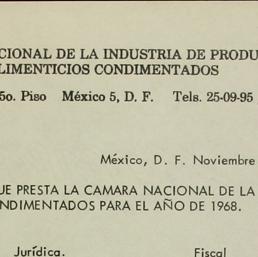 CIONAL DE LA INDUSTRIA DE PRODU
LIMENTICIOS CONDIMENTADOS
5o. Piso México 5, D. F. Tels. 25-09-95
México, D. F. Noviembre
UE PRESTA LA CAMARA NACIONAL DE LA
NDIMENTADOS PARA EL AÑO DE 1968.
Jurídica. Fiscal